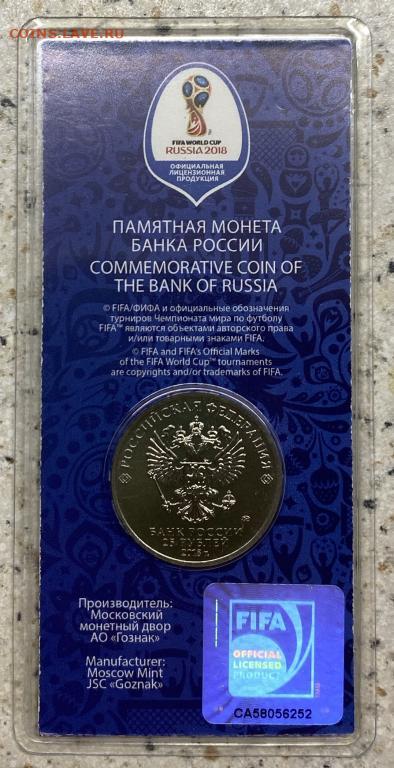 COINS.LAVE.RU
FIFA WORLD CUP
RUSSIA 2018
ОФИЦИАЛЬНАЯ
ЛИЦЕНЗИОННАЯ
ПРОДУКЦИЯ
ПАМЯТНАЯ МОНЕТА
БАНКА РОССИИ
COMMEMORATIVE COIN OF
THE BANK OF RUSSIA
© FIFA/ФИФА и официальные обозначения
турниров Чемпионата мира по футболу
FIFA™ являются объектами авторского права
и/или товарными знаками FIFA.
© FIFA and FIFA's Official Marks
of the FIFA World Cup™ tournaments
are copyrights and/or trademarks of FIFA.
РОССИЙСКАЯ ФЕДЕРАЦИЯ
БАНК РОССИИ
25 РУБЛЕЙ
2018 г.
Производитель:
Московский
монетный двор
АО «Гознак»
Manufacturer:
Moscow Mint
JSC «Goznak»
FIFA
OFFICIAL
LICENSED
PRODUCT
CA58056252